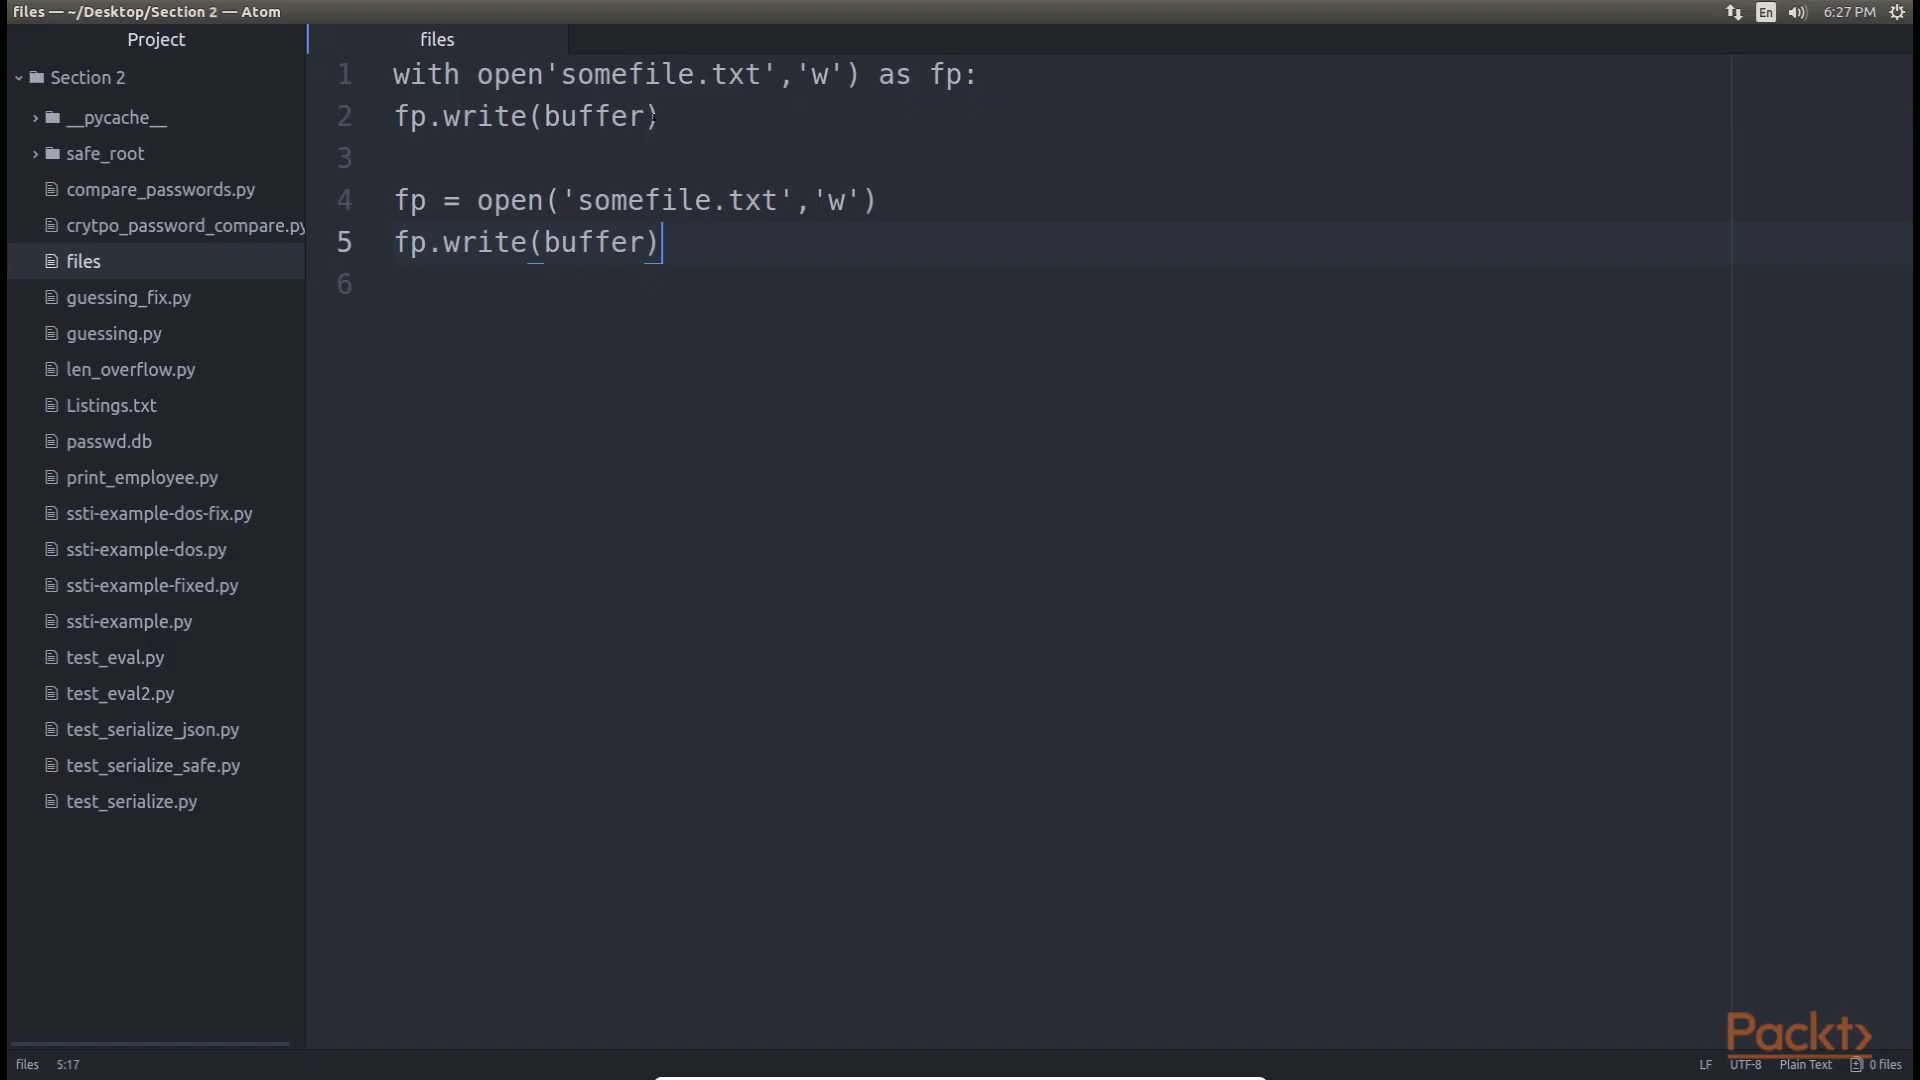 files — ~/Desktop/Section 2 — Atom
En
6:27 PM
Project
files
Section 2
__pycache__
safe_root
compare_passwords.py
crytpo_password_compare.py
files
guessing_fix.py
guessing.py
len_overflow.py
Listings.txt
passwd.db
print_employee.py
ssti-example-dos-fix.py
ssti-example-dos.py
ssti-example-fixed.py
ssti-example.py
test_eval.py
test_eval2.py
test_serialize_json.py
test_serialize_safe.py
test_serialize.py
1 with open'somefile.txt','w') as fp:
2 fp.write(buffer)
3
4 fp = open('somefile.txt','w')
5 fp.write(buffer)
6
Packt>
files 5:17
LF UTF-8 Plain Text 0 files